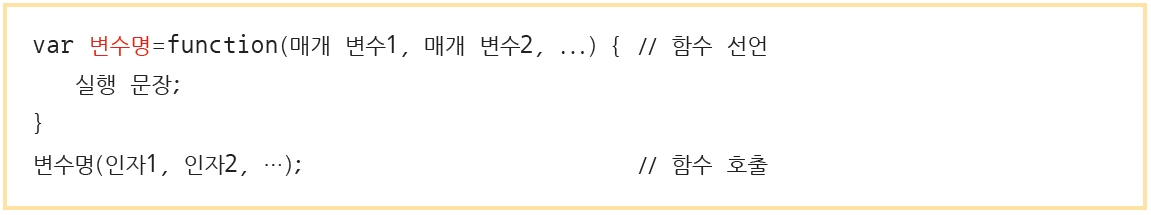 var 변수명=function(매개 변수1, 매개 변수2, ...) { // 함수 선언
실행 문장;
}
변수명(인자1, 인자2, …); // 함수 호출